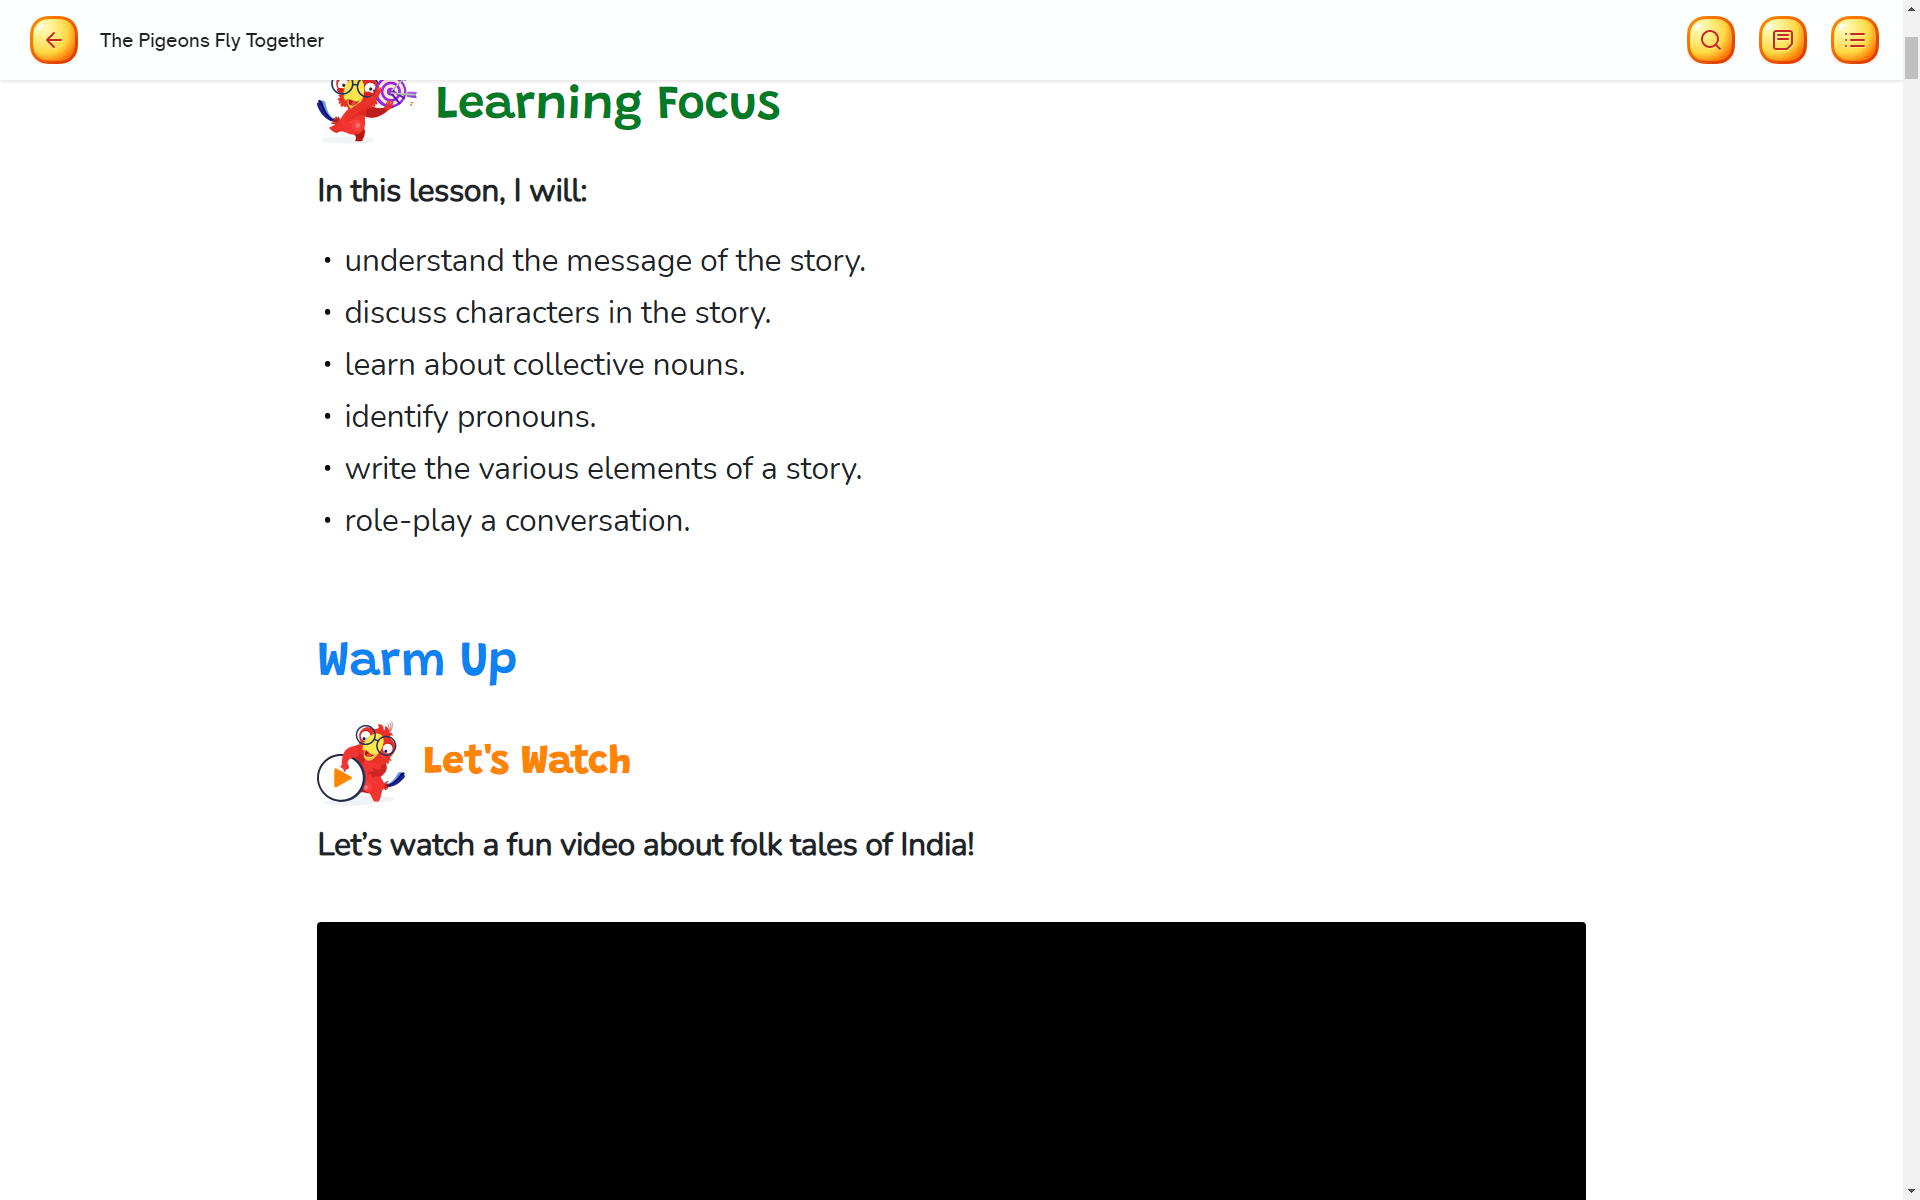 The Pigeons Fly Together
Learning Focus
In this lesson, I will:
• understand the message of the story.
• discuss characters in the story.
• learn about collective nouns.
• identify pronouns.
• write the various elements of a story.
• role-play a conversation.
Warm Up
Let's Watch
Let’s watch a fun video about folk tales of India!